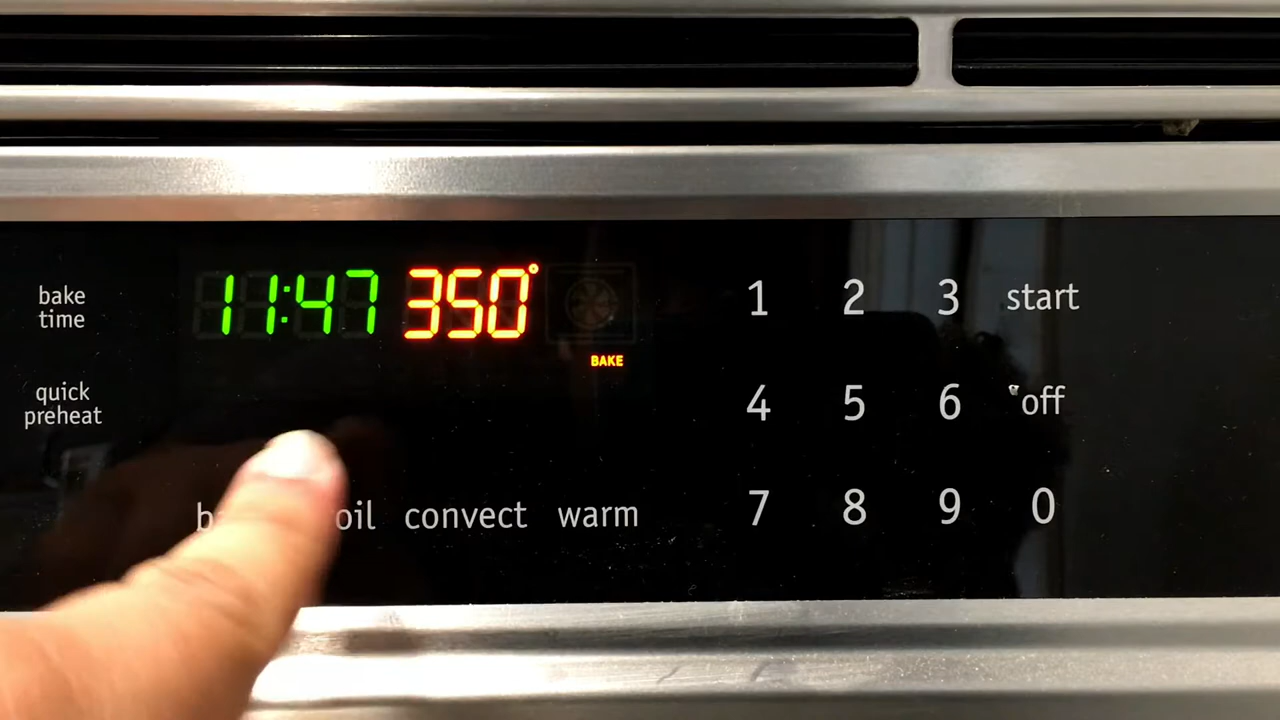 bake
time
11:47 350°
BAKE
quick
preheat
convect warm
1 2 3 start
4 5 6 off
7 8 9 0